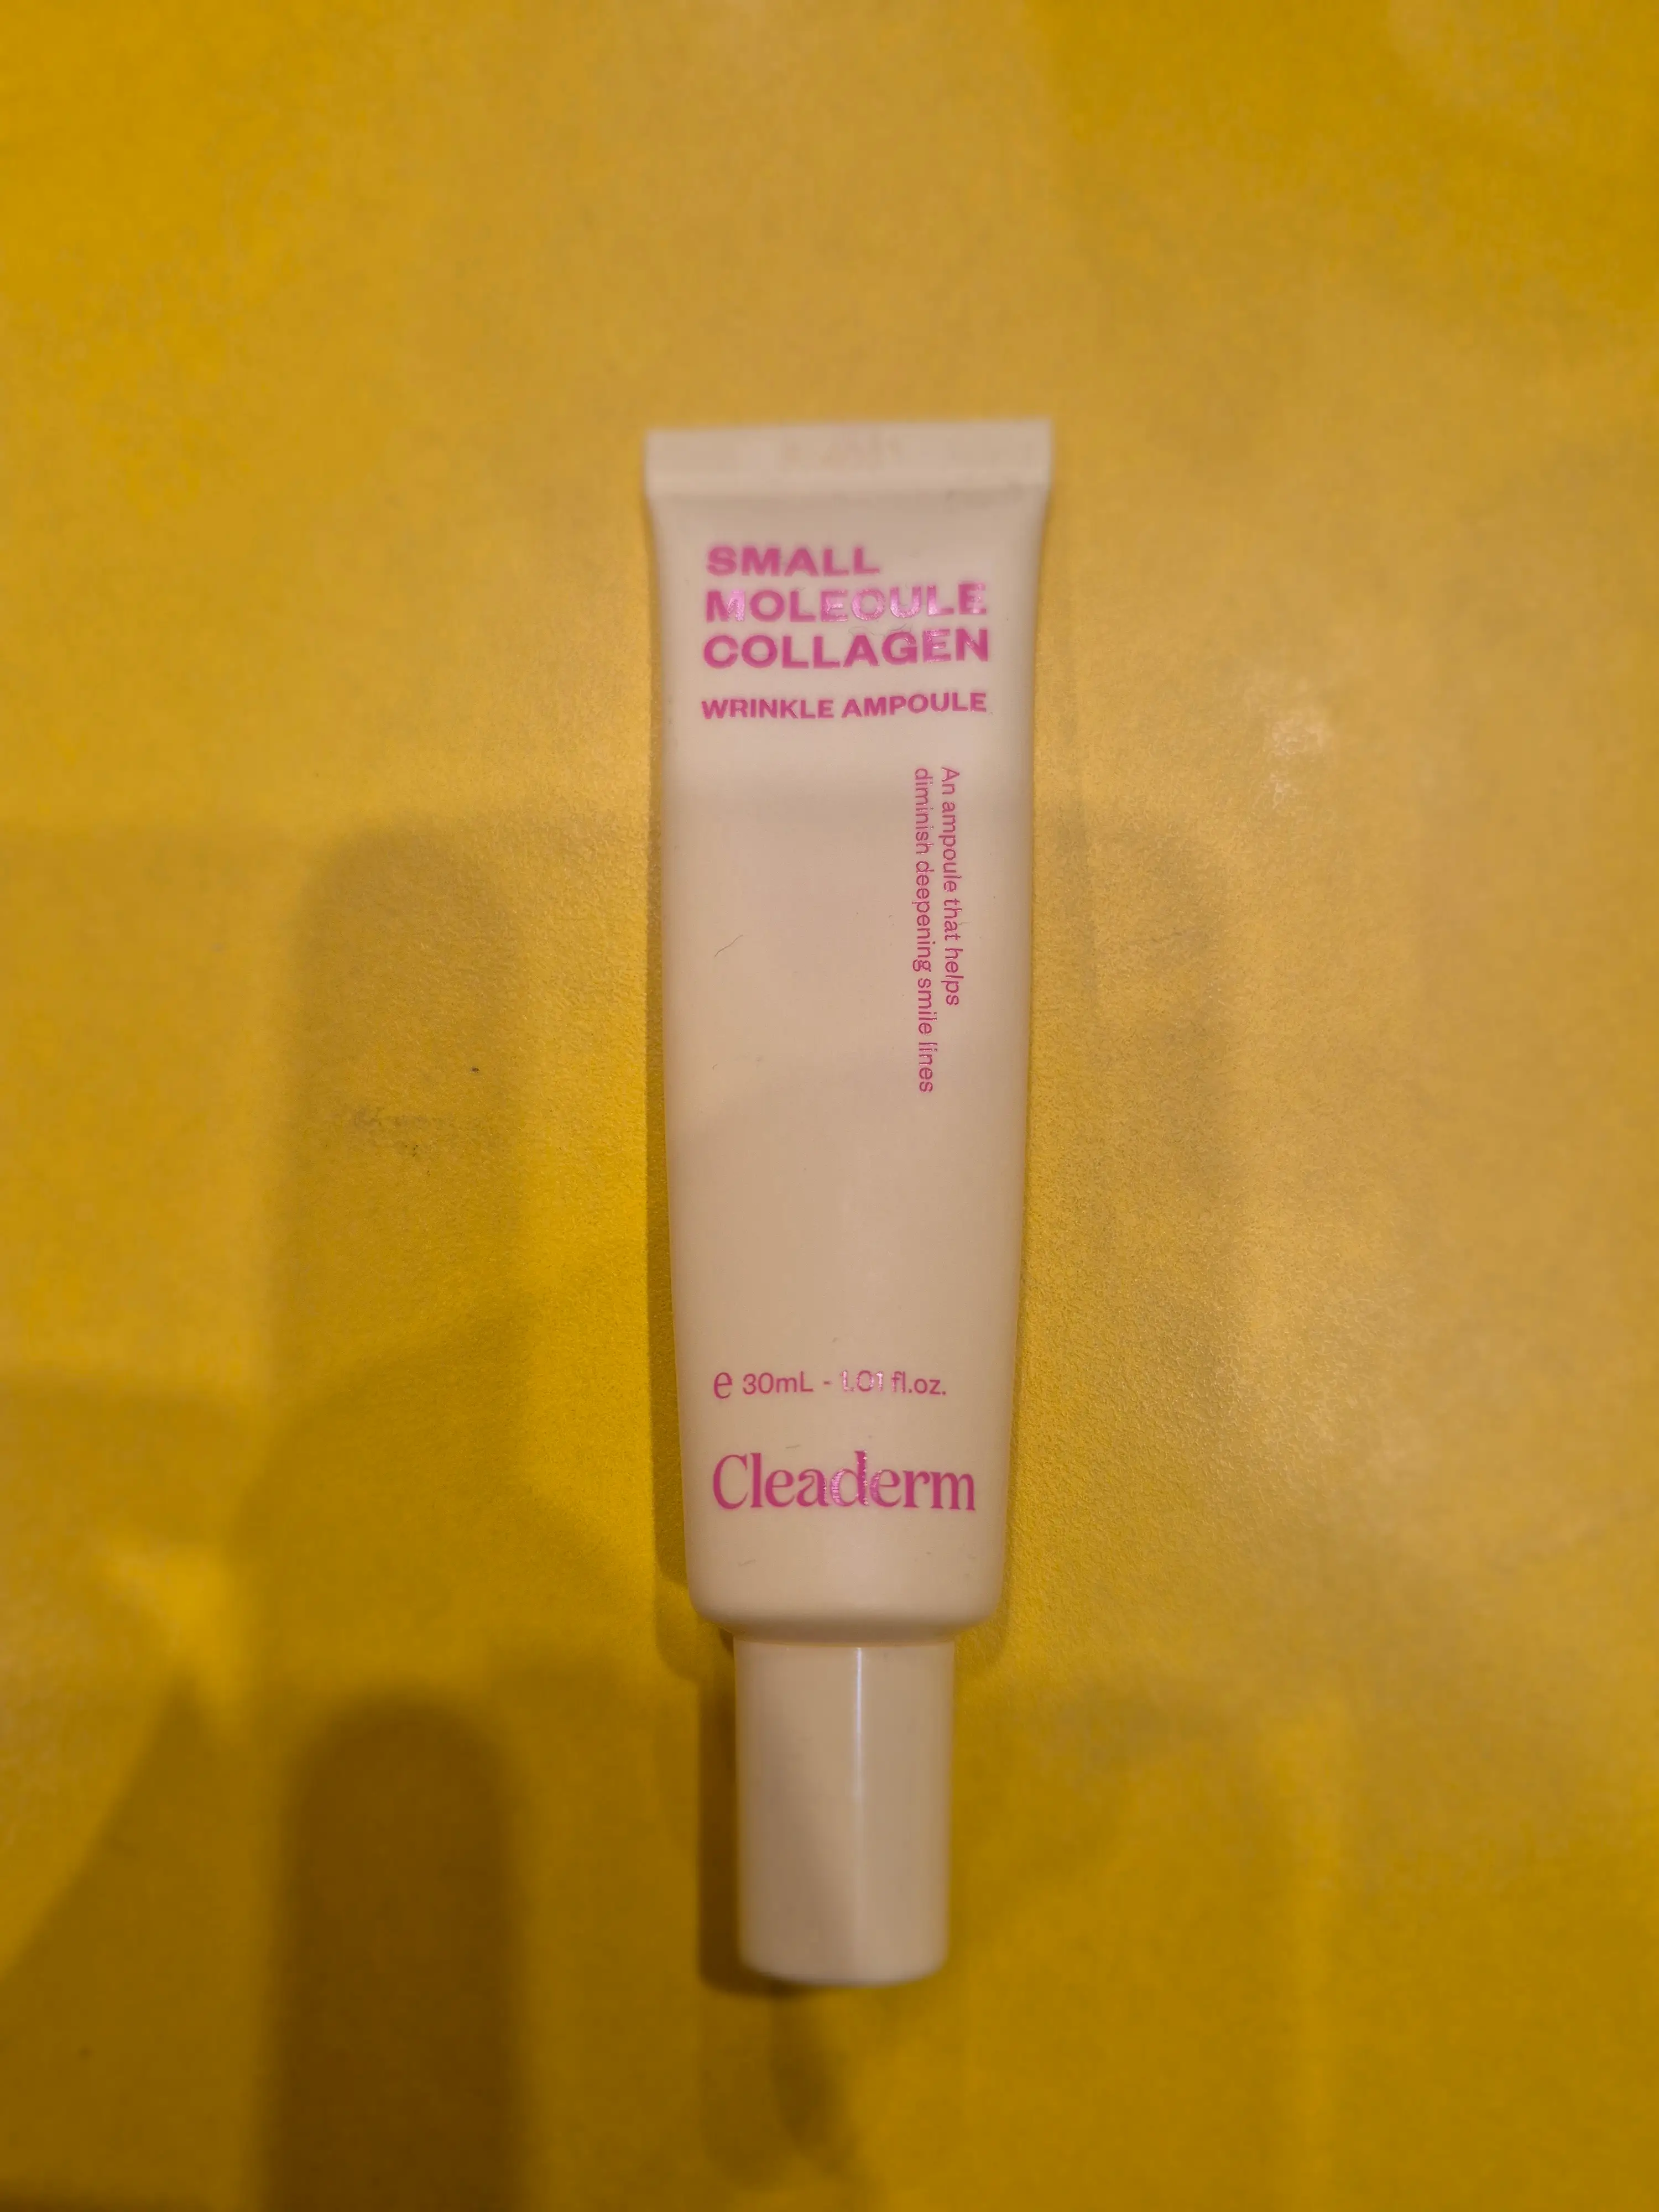 SMALL
MOLECULE
COLLAGEN
WRINKLE AMPOULE
An ampoule that helps
diminish deepening smile lines
℮ 30mL - 1.01 fl.oz.
Cleaderm